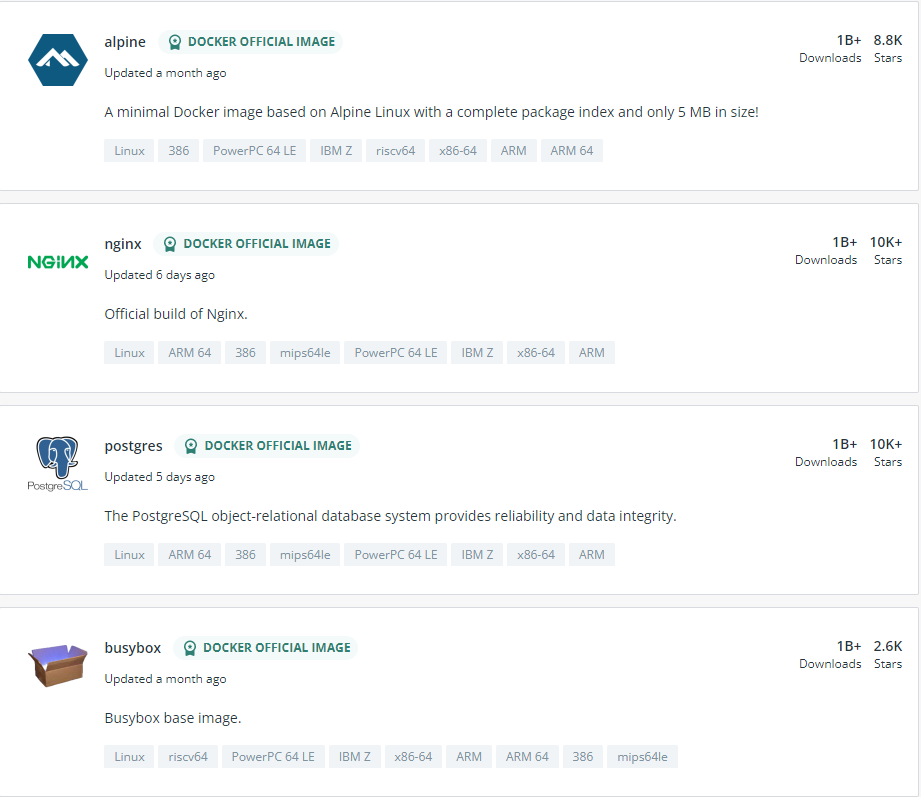 alpine DOCKER OFFICIAL IMAGE 1B+ 8.8K
Downloads Stars
Updated a month ago
A minimal Docker image based on Alpine Linux with a complete package index and only 5 MB in size!
Linux 386 PowerPC 64 LE IBM Z riscv64 x86-64 ARM ARM 64
nginx DOCKER OFFICIAL IMAGE 1B+ 10K+
NGINX Downloads Stars
Updated 6 days ago
Official build of Nginx.
Linux ARM 64 386 mips64le PowerPC 64 LE IBM Z x86-64 ARM
postgres DOCKER OFFICIAL IMAGE 1B+ 10K+
Downloads Stars
Updated 5 days ago
PostgreSQL
The PostgreSQL object-relational database system provides reliability and data integrity.
Linux ARM 64 386 mips64le PowerPC 64 LE IBM Z x86-64 ARM
busybox DOCKER OFFICIAL IMAGE 1B+ 2.6K
Downloads Stars
Updated a month ago
Busybox base image.
Linux riscv64 PowerPC 64 LE IBM Z x86-64 ARM ARM 64 386 mips64le